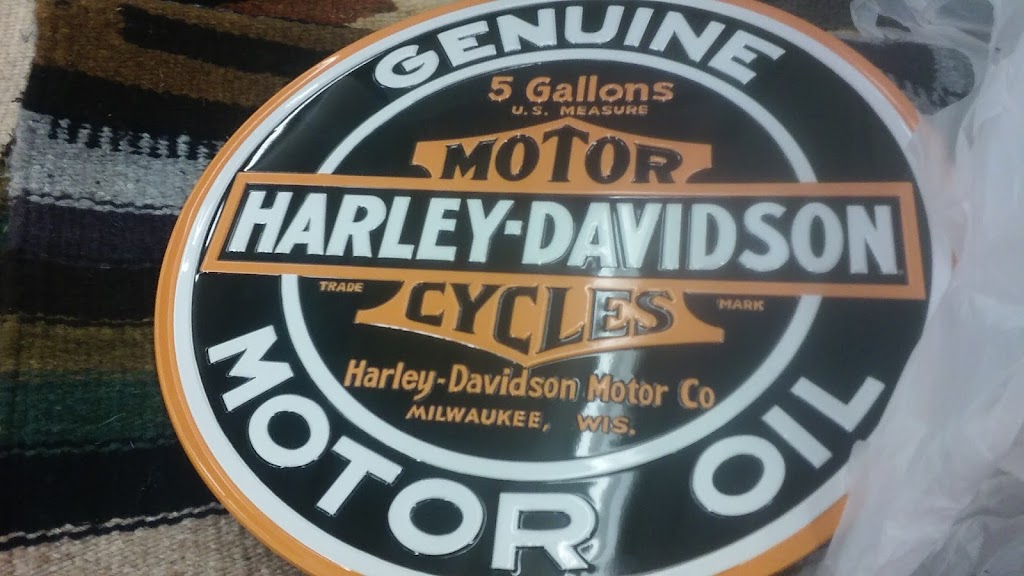 GENUINE
5 Gallons
U.S. MEASURE
MOTOR
HARLEY-DAVIDSON
TRADE CYCLES MARK
Harley-Davidson Motor Co
MILWAUKEE, WIS.
MOTOR OIL